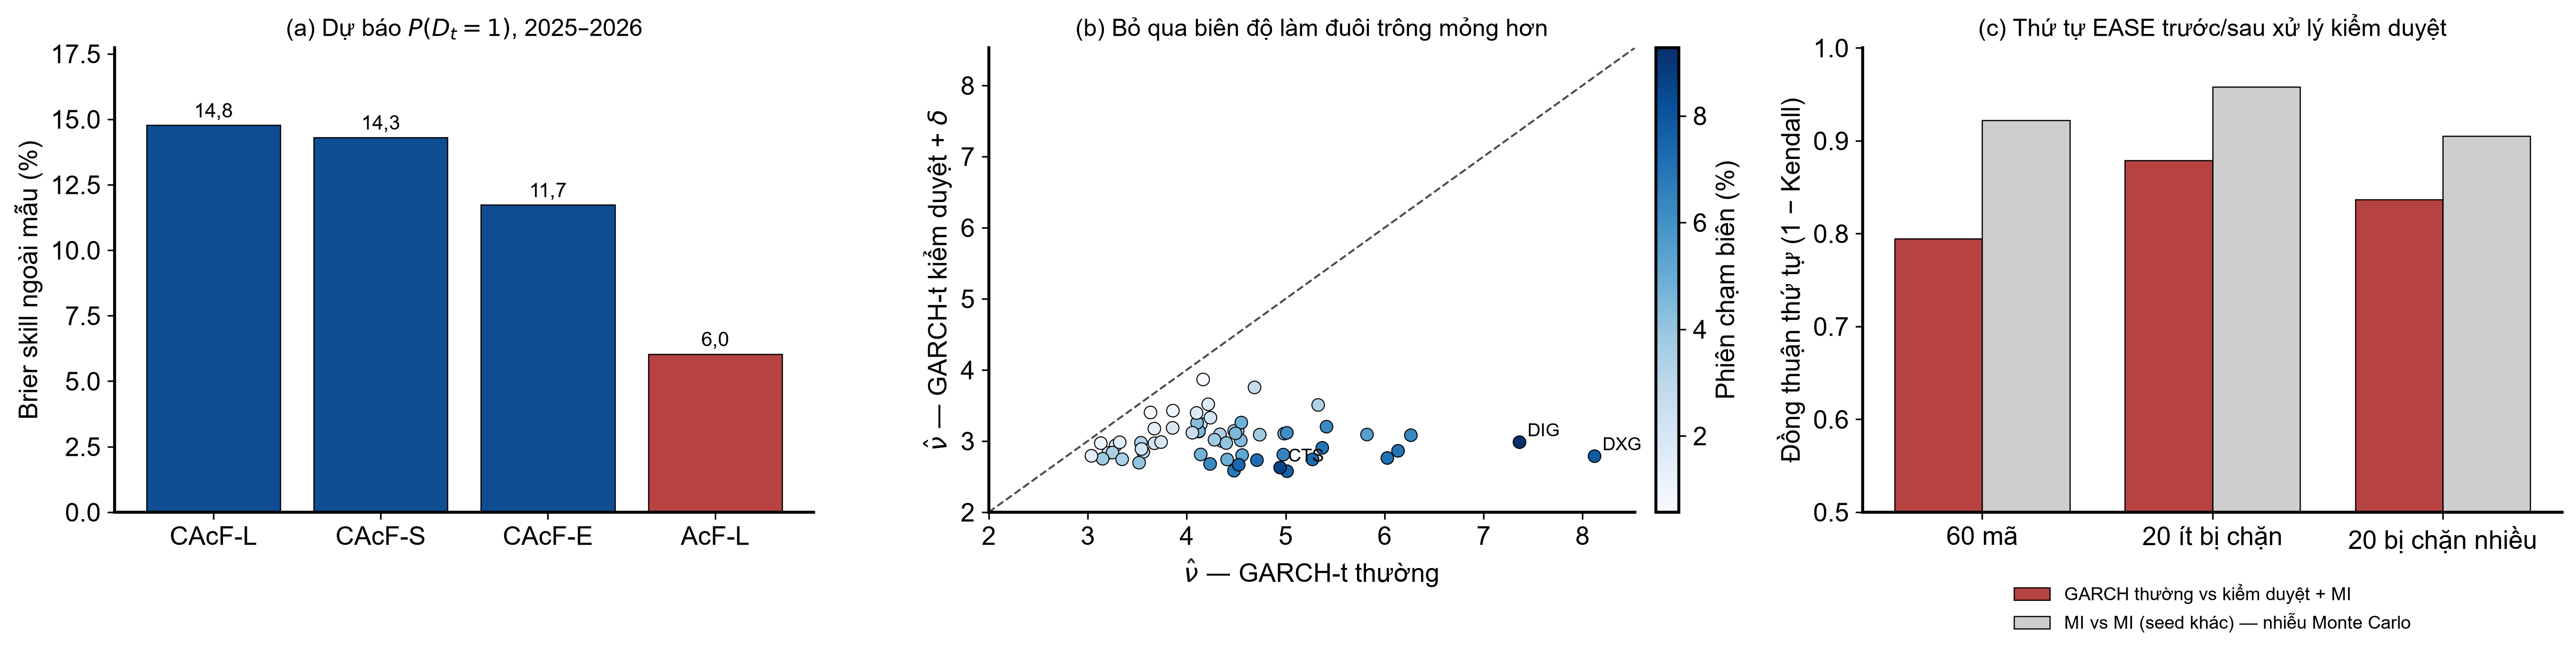 (a) Dự báo P(D_t = 1), 2025–2026
Brier skill ngoài mẫu (%)
17.5
15.0
12.5
10.0
7.5
5.0
2.5
0.0
14,8
14,3
11,7
6,0
CAcF-L
CAcF-S
CAcF-E
AcF-L
(b) Bỏ qua biên độ làm đuôi trông mỏng hơn
ν̂ — GARCH-t kiểm duyệt + δ
8
7
6
5
4
3
2
DIG
DXG
CTS
2
3
4
5
6
7
8
ν̂ — GARCH-t thường
8
6
4
2
Phiên chạm biên (%)
(c) Thứ tự EASE trước/sau xử lý kiểm duyệt
Đồng thuận thứ tự (1 − Kendall)
1.0
0.9
0.8
0.7
0.6
0.5
60 mã
20 ít bị chặn
20 bị chặn nhiều
GARCH thường vs kiểm duyệt + MI
MI vs MI (seed khác) — nhiễu Monte Carlo